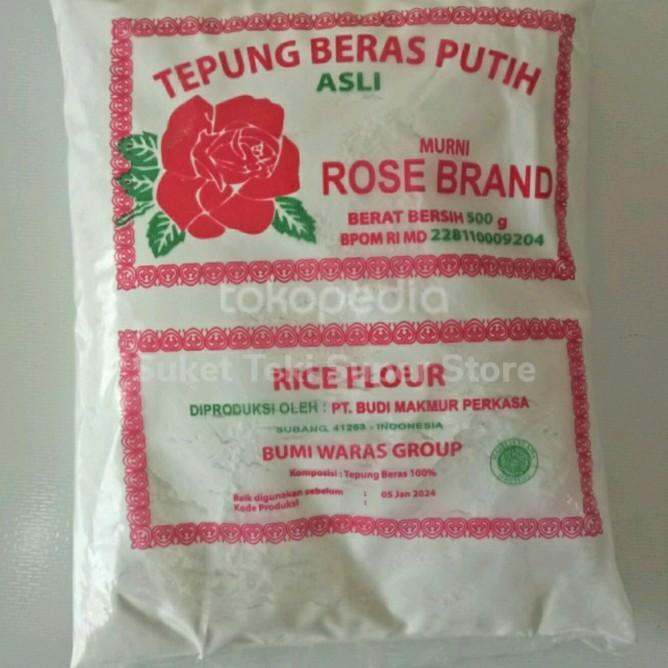 TEPUNG BERAS PUTIH
ASLI
MURNI
ROSE BRAND
BERAT BERSIH 500 g
BPOM RI MD 228110009204
tokopedia
Suket Teki Super Store
RICE FLOUR
DIPRODUKSI OLEH : PT. BUDI MAKMUR PERKASA
SUBANG, 41263 - INDONESIA
BUMI WARAS GROUP
Komposisi : Tepung Beras 100%
Baik digunakan sebelum : 05 Jan 2024
Kode Produksi :